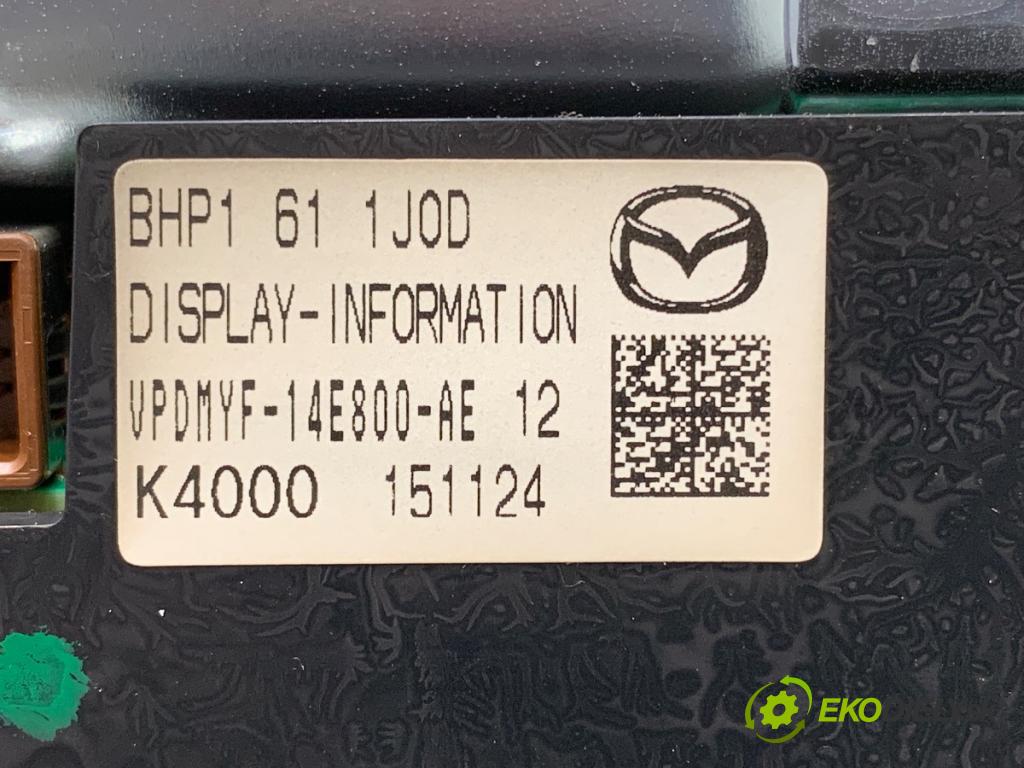 BHP1 61 1J0D
DISPLAY-INFORMATION
VPDMYF-14E800-AE 12
K4000 151124
EKO